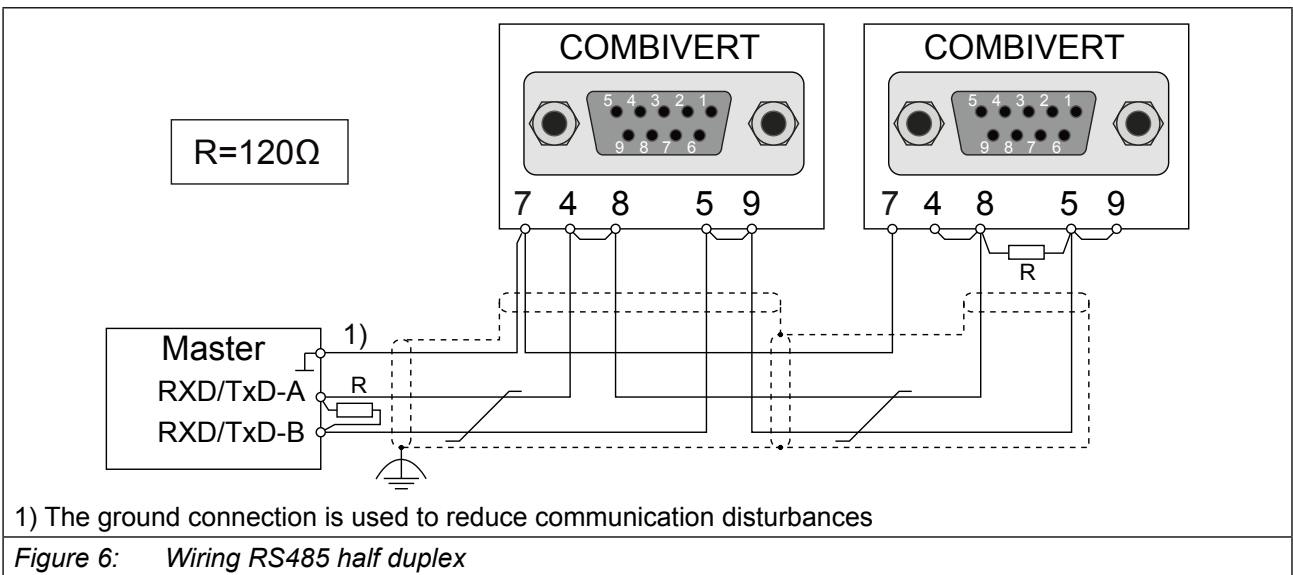 COMBIVERT
COMBIVERT
5 4 3 2 1
9 8 7 6
5 4 3 2 1
9 8 7 6
R=120Ω
7 4 8 5 9
7 4 8 5 9
R
Master
1)
RXD/TxD-A
R
RXD/TxD-B
1) The ground connection is used to reduce communication disturbances
Figure 6: Wiring RS485 half duplex